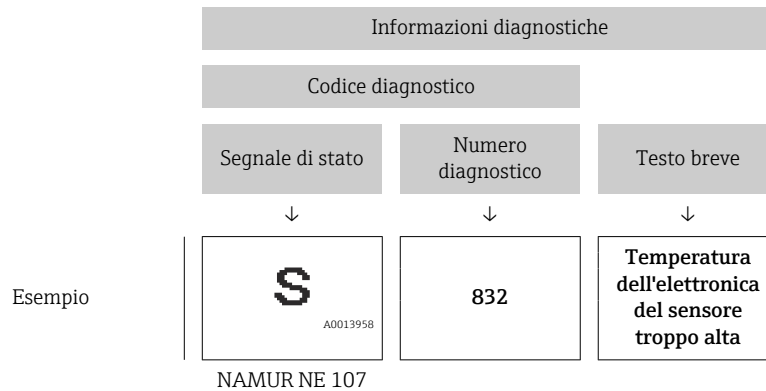 Informazioni diagnostiche
Codice diagnostico
Segnale di stato
Numero
diagnostico
Testo breve
↓ ↓ ↓
Esempio
S
A0013958
832
Temperatura
dell'elettronica
del sensore
troppo alta
NAMUR NE 107